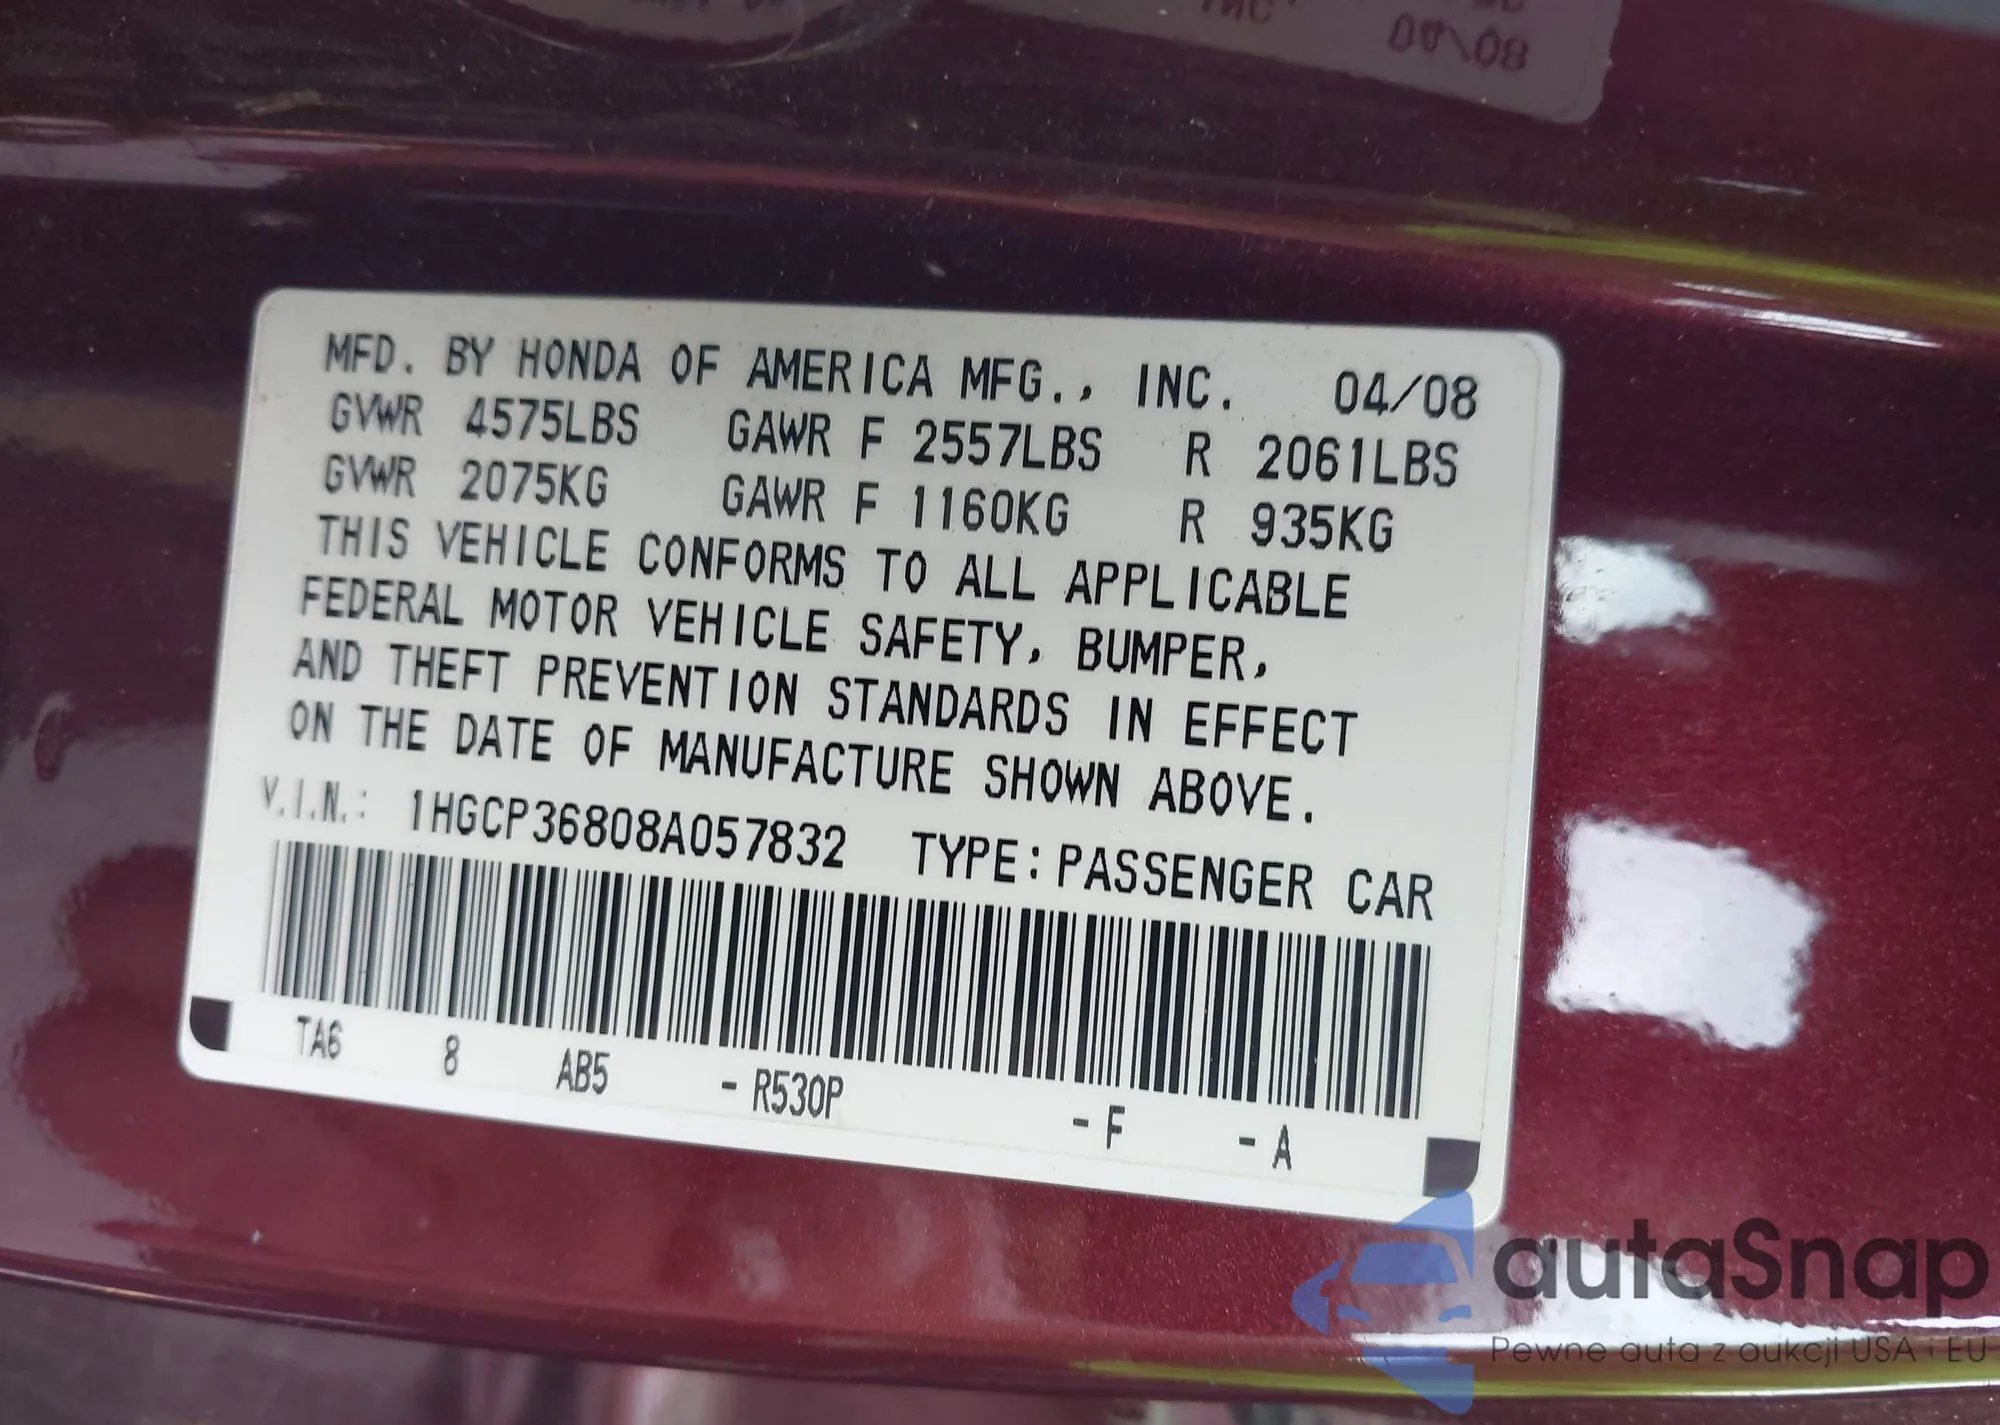 04/08
MFD. BY HONDA OF AMERICA MFG., INC. 04/08
GVWR 4575LBS GAWR F 2557LBS R 2061LBS
GVWR 2075KG GAWR F 1160KG R 935KG
THIS VEHICLE CONFORMS TO ALL APPLICABLE
FEDERAL MOTOR VEHICLE SAFETY, BUMPER,
AND THEFT PREVENTION STANDARDS IN EFFECT
ON THE DATE OF MANUFACTURE SHOWN ABOVE.
V.I.N.: 1HGCP36808A057832 TYPE: PASSENGER CAR
TA6 8 AB5 - R530P - F - A
autaSnap
Pewne auta z aukcji USA i EU